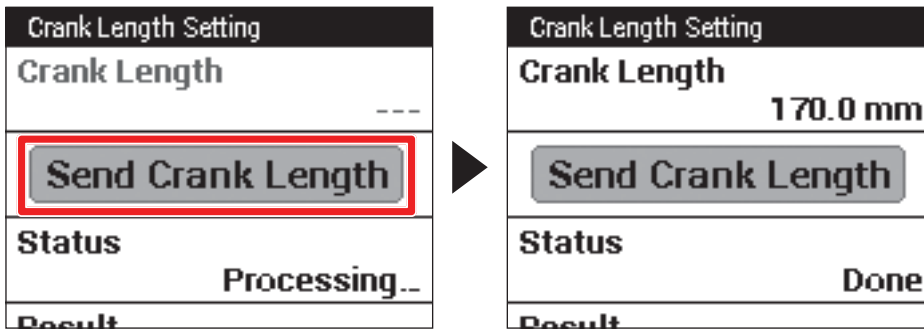 Crank Length Setting
Crank Length
---
Send Crank Length
Status
Processing...
Crank Length Setting
Crank Length
170.0 mm
Send Crank Length
Status
Done